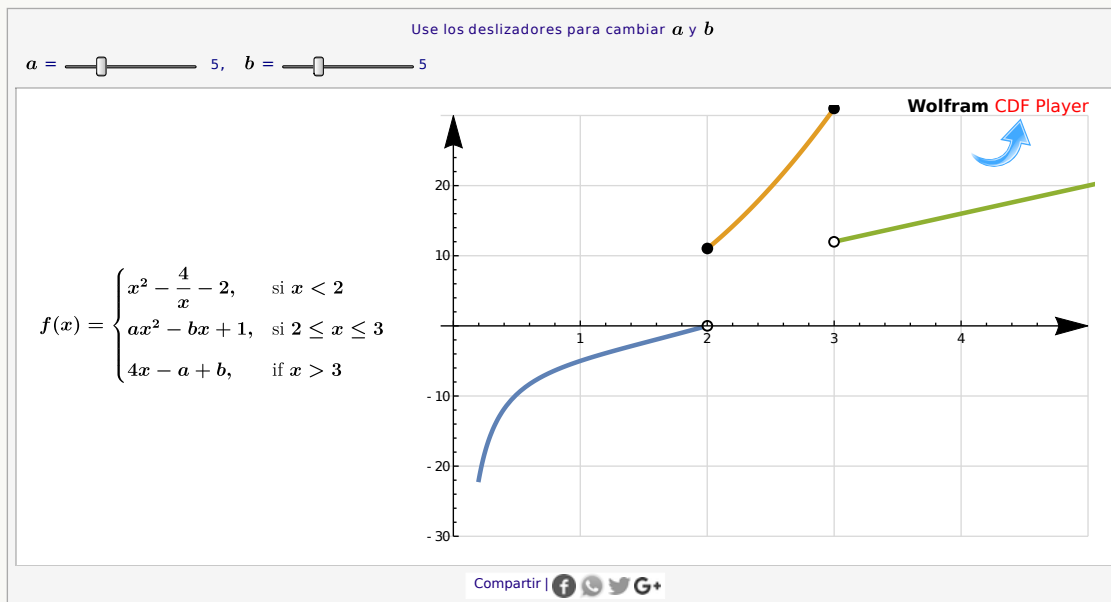 Use los deslizadores para cambiar a y b
a = 5, b = 5
Wolfram CDF Player
f(x) = { x² − 4/x − 2, si x < 2
ax² − bx + 1, si 2 ≤ x ≤ 3
4x − a + b, if x > 3
20
10
1 2 3 4
- 10
- 20
- 30
Compartir | f G+